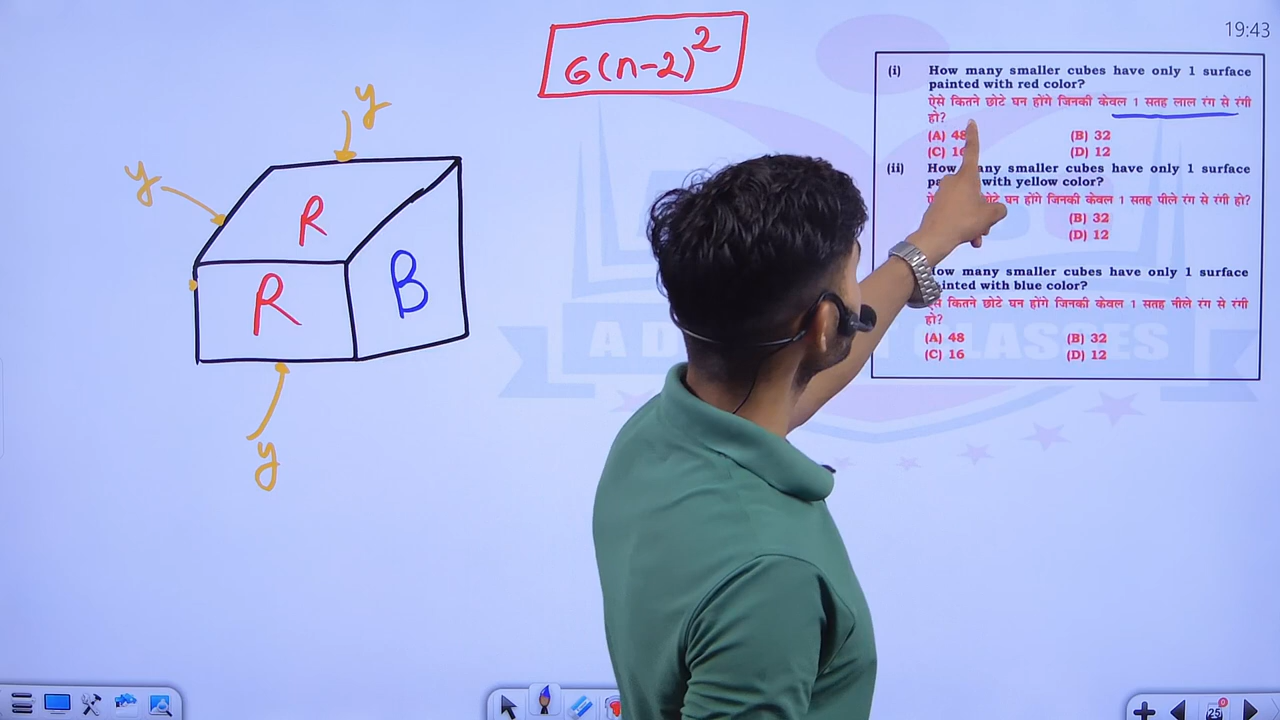 19:43
6(n-2)²
(i) How many smaller cubes have only 1 surface
painted with red color?
ऐसे कितने छोटे घन होंगे जिनकी केवल 1 सतह लाल रंग से रंगी
हो?
(A) 48 (B) 32
(C) 16 (D) 12
(ii) How many smaller cubes have only 1 surface
with yellow color?
घन होंगे जिनकी केवल 1 सतह पीले रंग से रंगी हो?
(B) 32
(D) 12
How many smaller cubes have only 1 surface
painted with blue color?
ऐसे कितने छोटे घन होंगे जिनकी केवल 1 सतह नीले रंग से रंगी
हो?
(A) 48 (B) 32
(C) 16 (D) 12
y
y
R
R
B
y
CLASSES
25